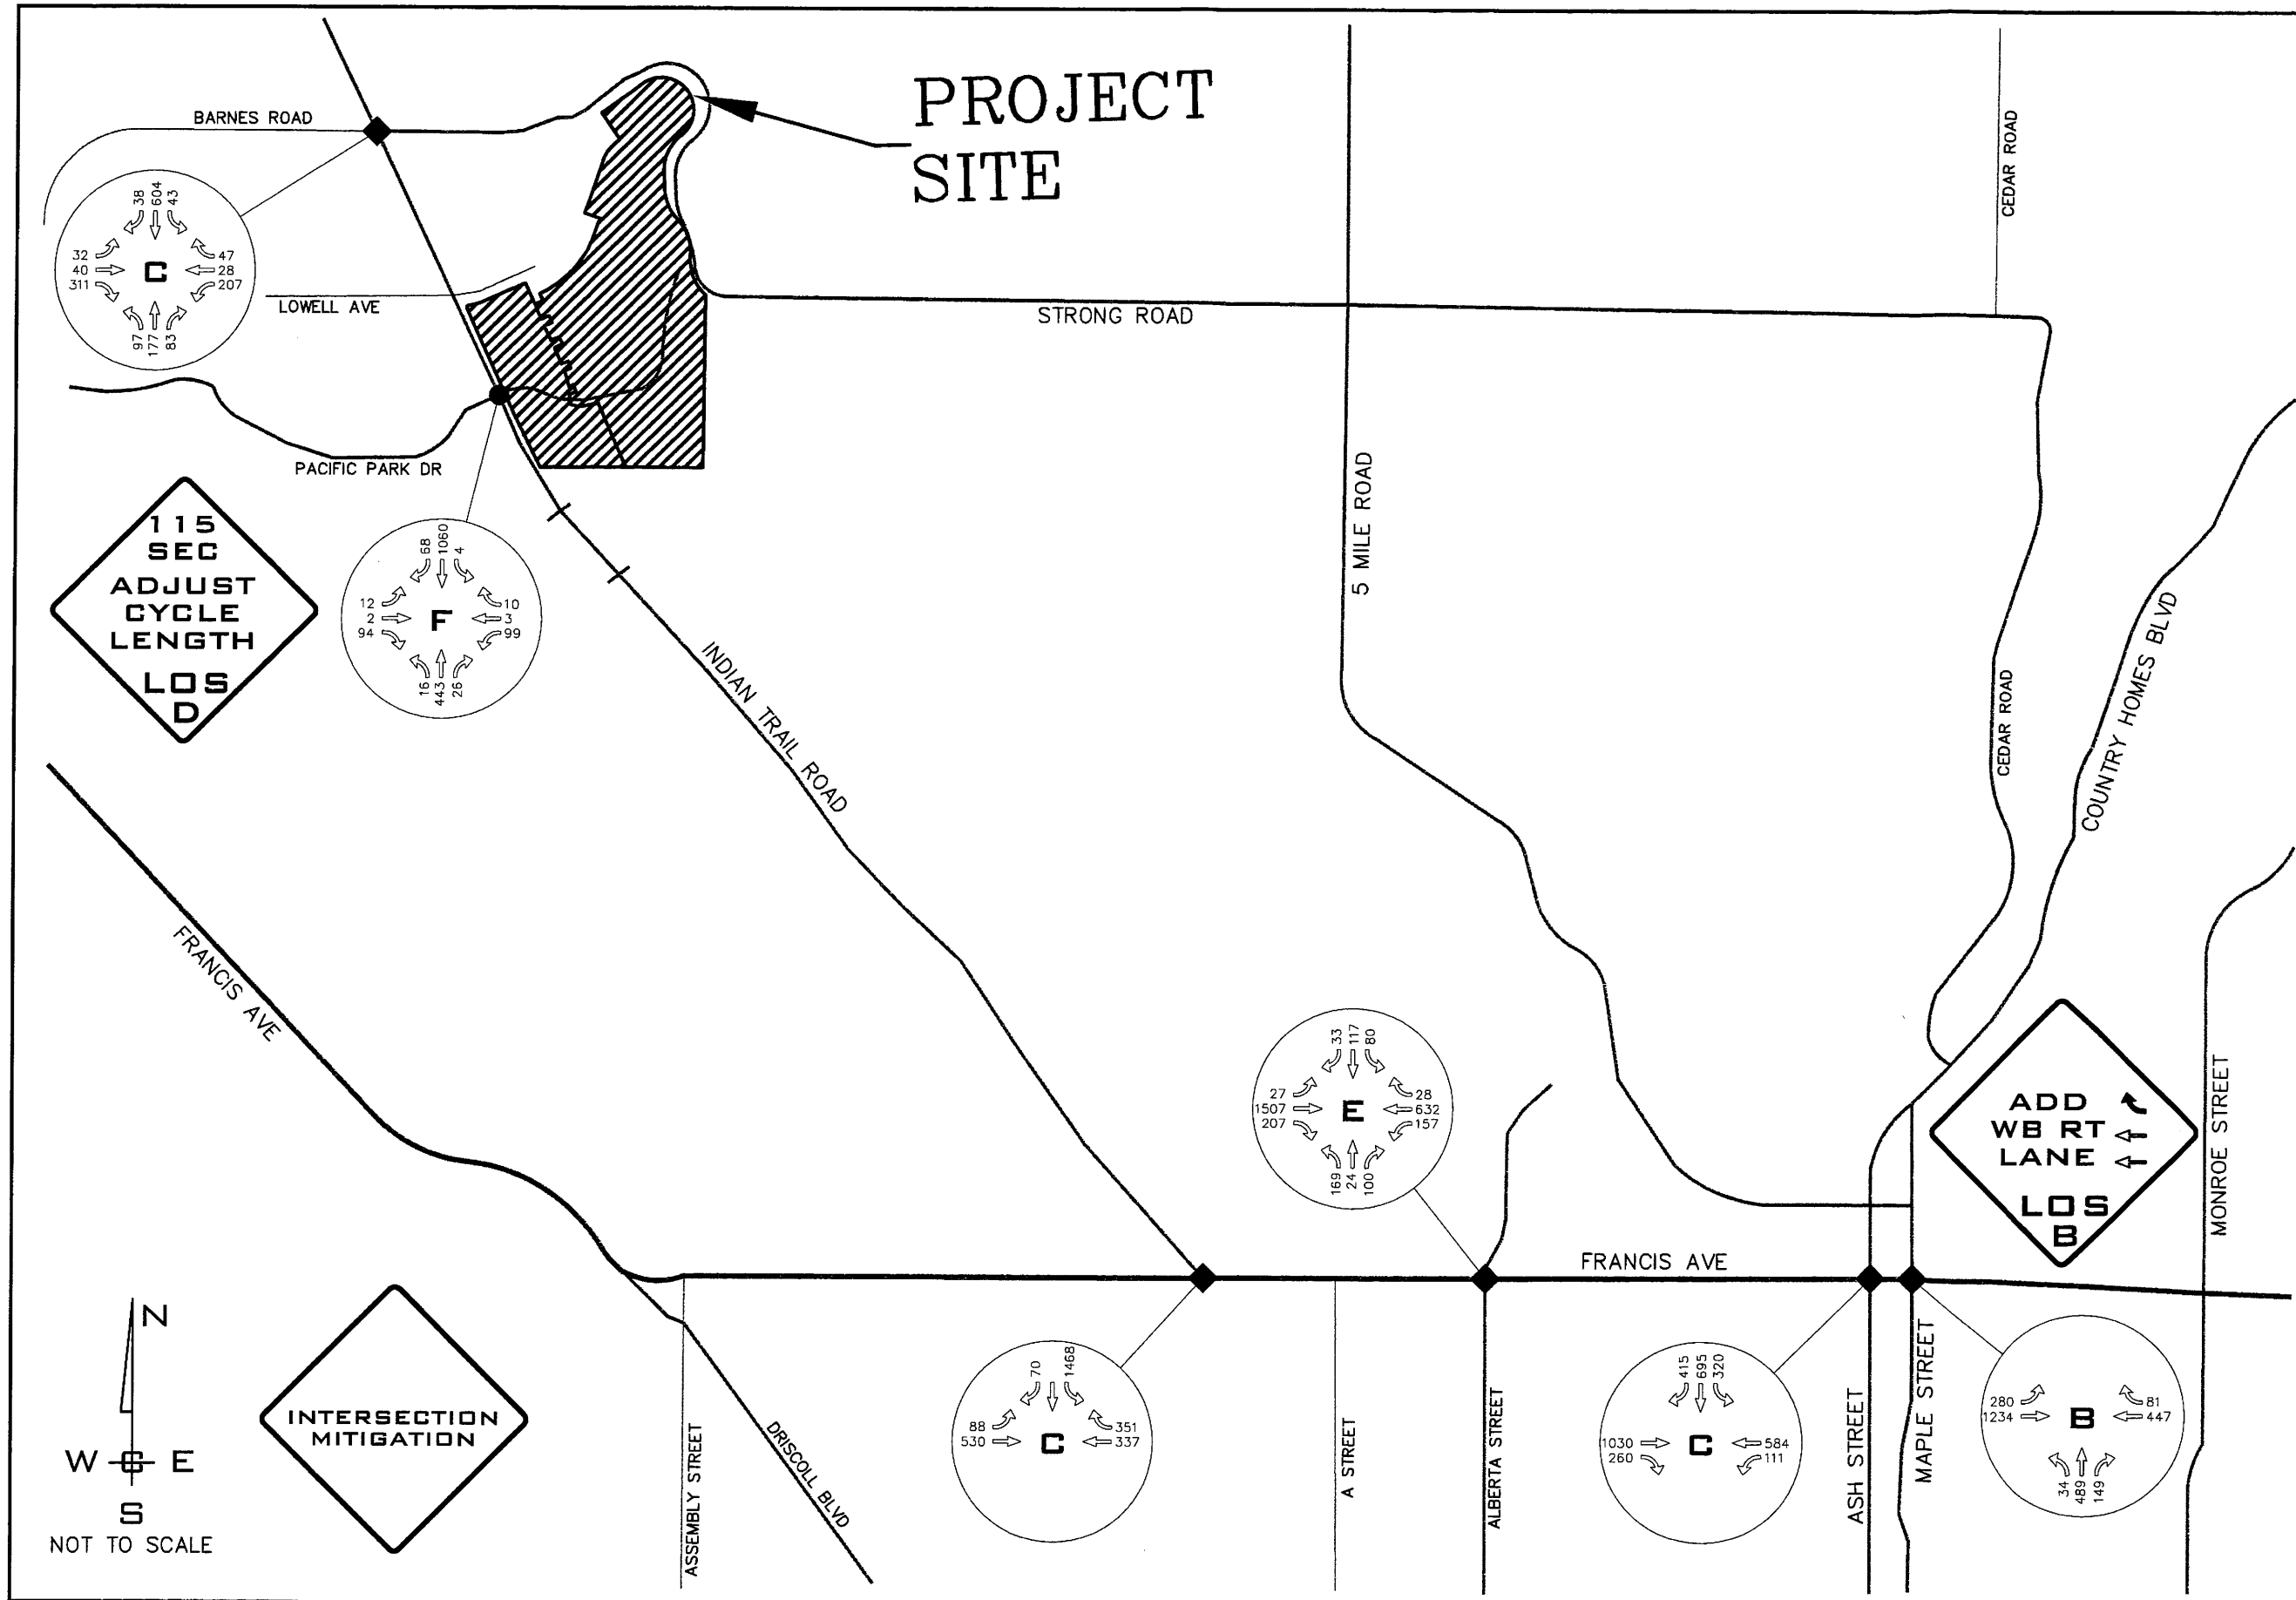 PROJECT
SITE
BARNES ROAD
38 604 43
32
40
311
C
47
28
207
97 177 83
LOWELL AVE
STRONG ROAD
CEDAR ROAD
PACIFIC PARK DR
115
SEC
ADJUST
CYCLE
LENGTH
LOS
D
68 1060 4
12
2
94
F
10
3
99
16 443 26
5 MILE ROAD
INDIAN TRAIL ROAD
CEDAR ROAD
COUNTRY HOMES BLVD
FRANCIS AVE
33 117 80
27
1507
207
E
28
632
157
169 24 100
ADD
WB RT
LANE
LOS
B
MONROE STREET
FRANCIS AVE
N
W E
S
NOT TO SCALE
INTERSECTION
MITIGATION
ASSEMBLY STREET
DRISCOLL BLVD
70 1468
88
530
C
351
337
A STREET
ALBERTA STREET
415 695 320
1030
260
C
584
111
ASH STREET
MAPLE STREET
280
1234
B
81
447
34 489 149